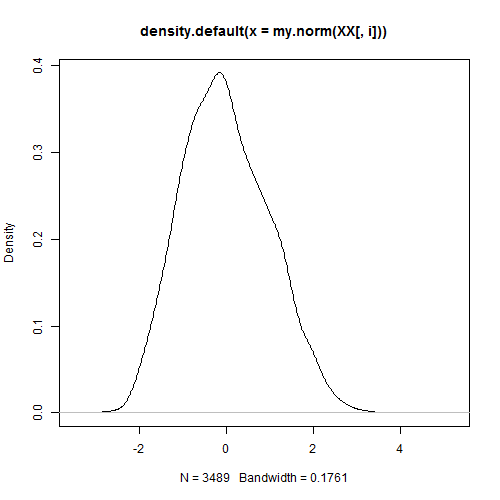 density.default(x = my.norm(XX[, i]))
Density
0.4
0.3
0.2
0.1
0.0
-2 0 2 4
N = 3489 Bandwidth = 0.1761